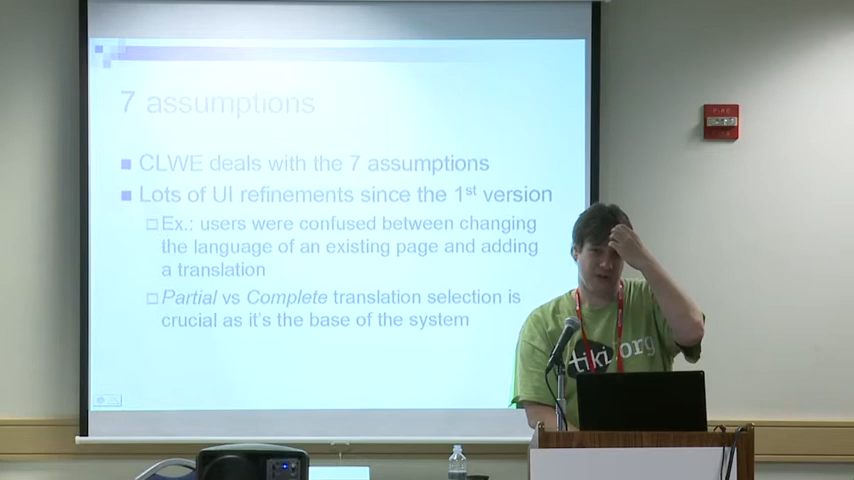 7 assumptions
CLWE deals with the 7 assumptions
Lots of UI refinements since the 1st version
Ex.: users were confused between changing
the language of an existing page and adding
a translation
Partial vs Complete translation selection is
crucial as it's the base of the system
FIRE
tiki.org